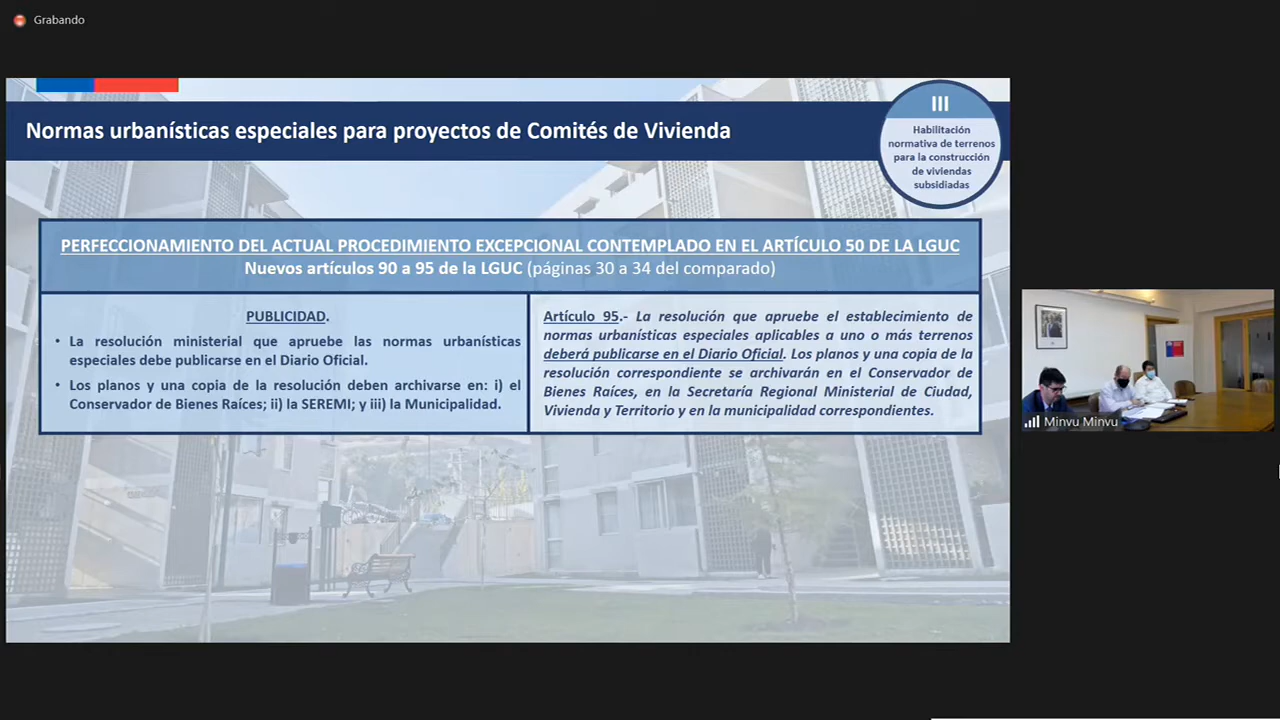 Grabando
Normas urbanísticas especiales para proyectos de Comités de Vivienda
III
Habilitación
normativa de terrenos
para la construcción
de viviendas
subsidiadas
PERFECCIONAMIENTO DEL ACTUAL PROCEDIMIENTO EXCEPCIONAL CONTEMPLADO EN EL ARTÍCULO 50 DE LA LGUC
Nuevos artículos 90 a 95 de la LGUC (páginas 30 a 34 del comparado)
PUBLICIDAD.
• La resolución ministerial que apruebe las normas urbanísticas
especiales debe publicarse en el Diario Oficial.
• Los planos y una copia de la resolución deben archivarse en: i) el
Conservador de Bienes Raíces; ii) la SEREMI; y iii) la Municipalidad.
Artículo 95.- La resolución que apruebe el establecimiento de
normas urbanísticas especiales aplicables a uno o más terrenos
deberá publicarse en el Diario Oficial. Los planos y una copia de la
resolución correspondiente se archivarán en el Conservador de
Bienes Raíces, en la Secretaría Regional Ministerial de Ciudad,
Vivienda y Territorio y en la municipalidad correspondientes.
Minvu Minvu